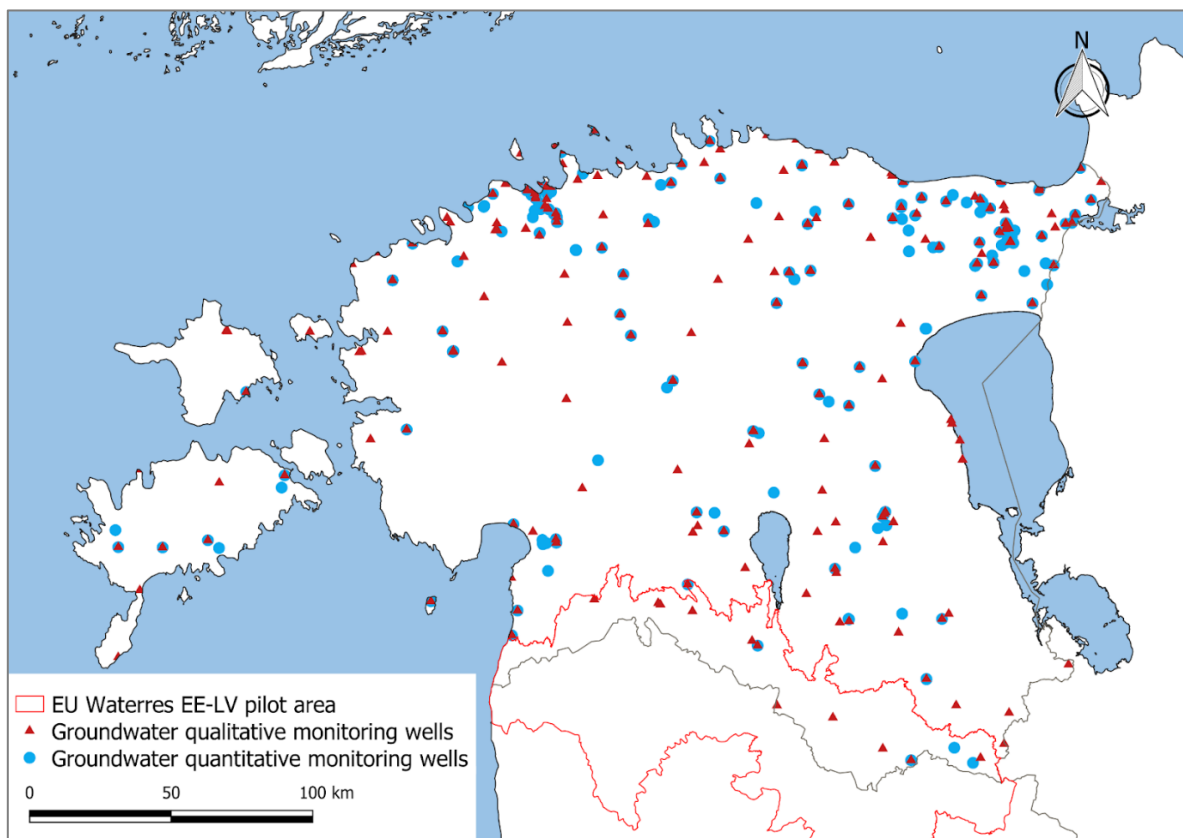 N
EU Waterres EE-LV pilot area
Groundwater qualitative monitoring wells
Groundwater quantitative monitoring wells
0 50 100 km